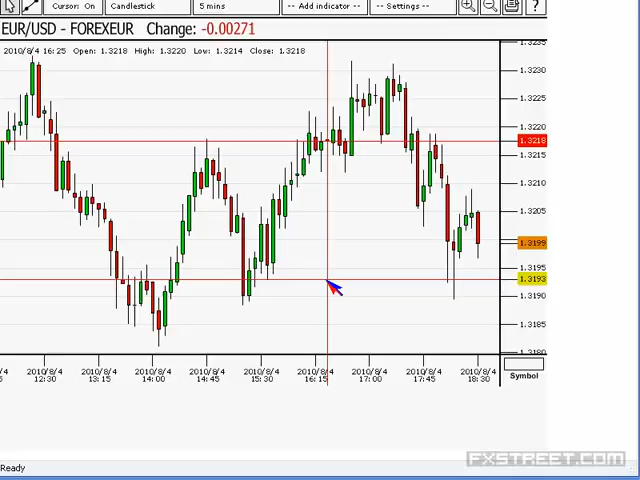 Cursor: On Candlestick 5 mins -- Add indicator -- -- Settings -- ?
EUR/USD - FOREXEUR Change: -0.00271
2010/8/4 16:25 Open: 1.3218 High: 1.3220 Low: 1.3214 Close: 1.3218
1.3235
1.3230
1.3225
1.3220
1.3218
1.3215
1.3210
1.3205
1.3199
1.3195
1.3193
1.3190
1.3185
1.3180
2010/8/4 2010/8/4 2010/8/4 2010/8/4 2010/8/4 2010/8/4 2010/8/4 2010/8/4 2010/8/4
12:30 13:15 14:00 14:45 15:30 16:15 17:00 17:45 18:30
Symbol
FXSTREET.COM
Ready